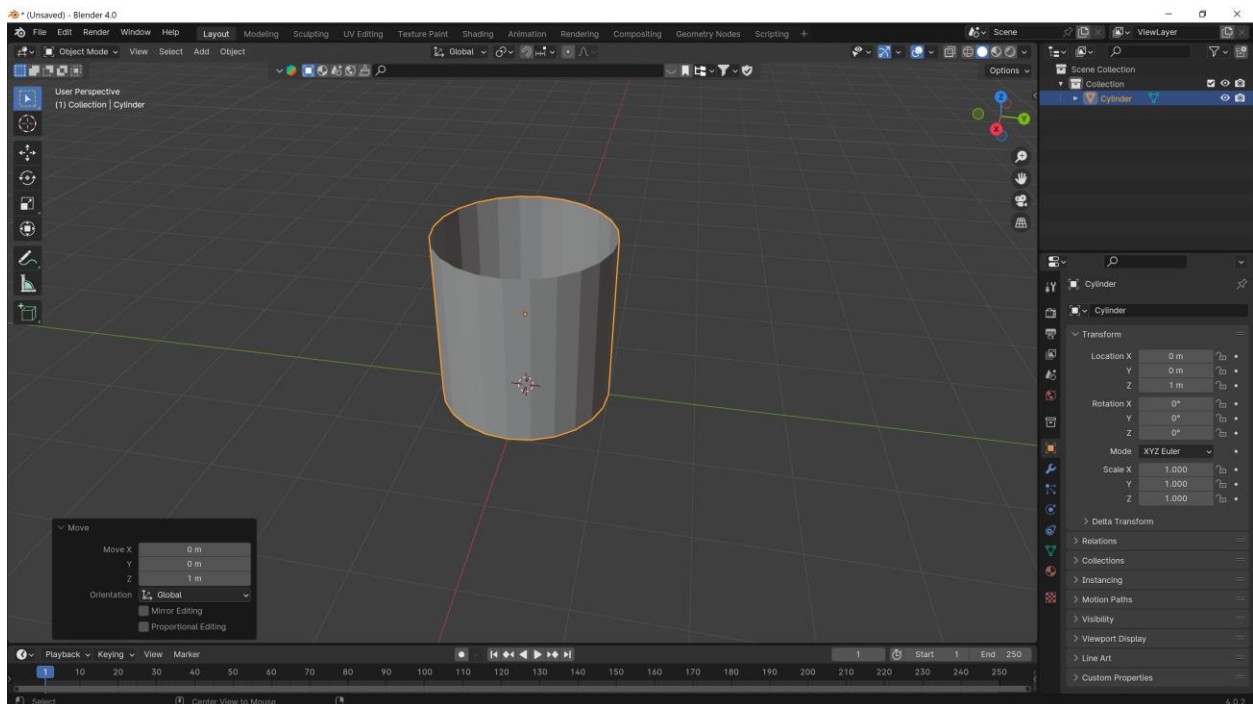 * (Unsaved) - Blender 4.0
File Edit Render Window Help Layout Modeling Sculpting UV Editing Texture Paint Shading Animation Rendering Compositing Geometry Nodes Scripting + Scene ViewLayer
Object Mode View Select Add Object Global
Options
User Perspective
(1) Collection | Cylinder
Z
Y
X
Scene Collection
Collection
Cylinder
Cylinder
Cylinder
Transform
Location X 0 m
Y 0 m
Z 1 m
Rotation X 0°
Y 0°
Z 0°
Mode XYZ Euler
Scale X 1.000
Y 1.000
Z 1.000
Delta Transform
Relations
Collections
Instancing
Motion Paths
Visibility
Viewport Display
Line Art
Custom Properties
Move
Move X 0 m
Y 0 m
Z 1 m
Orientation Global
Mirror Editing
Proportional Editing
Playback Keying View Marker 1 Start 1 End 250
1 10 20 30 40 50 60 70 80 90 100 110 120 130 140 150 160 170 180 190 200 210 220 230 240 250
Select Center View to Mouse 4.0.2